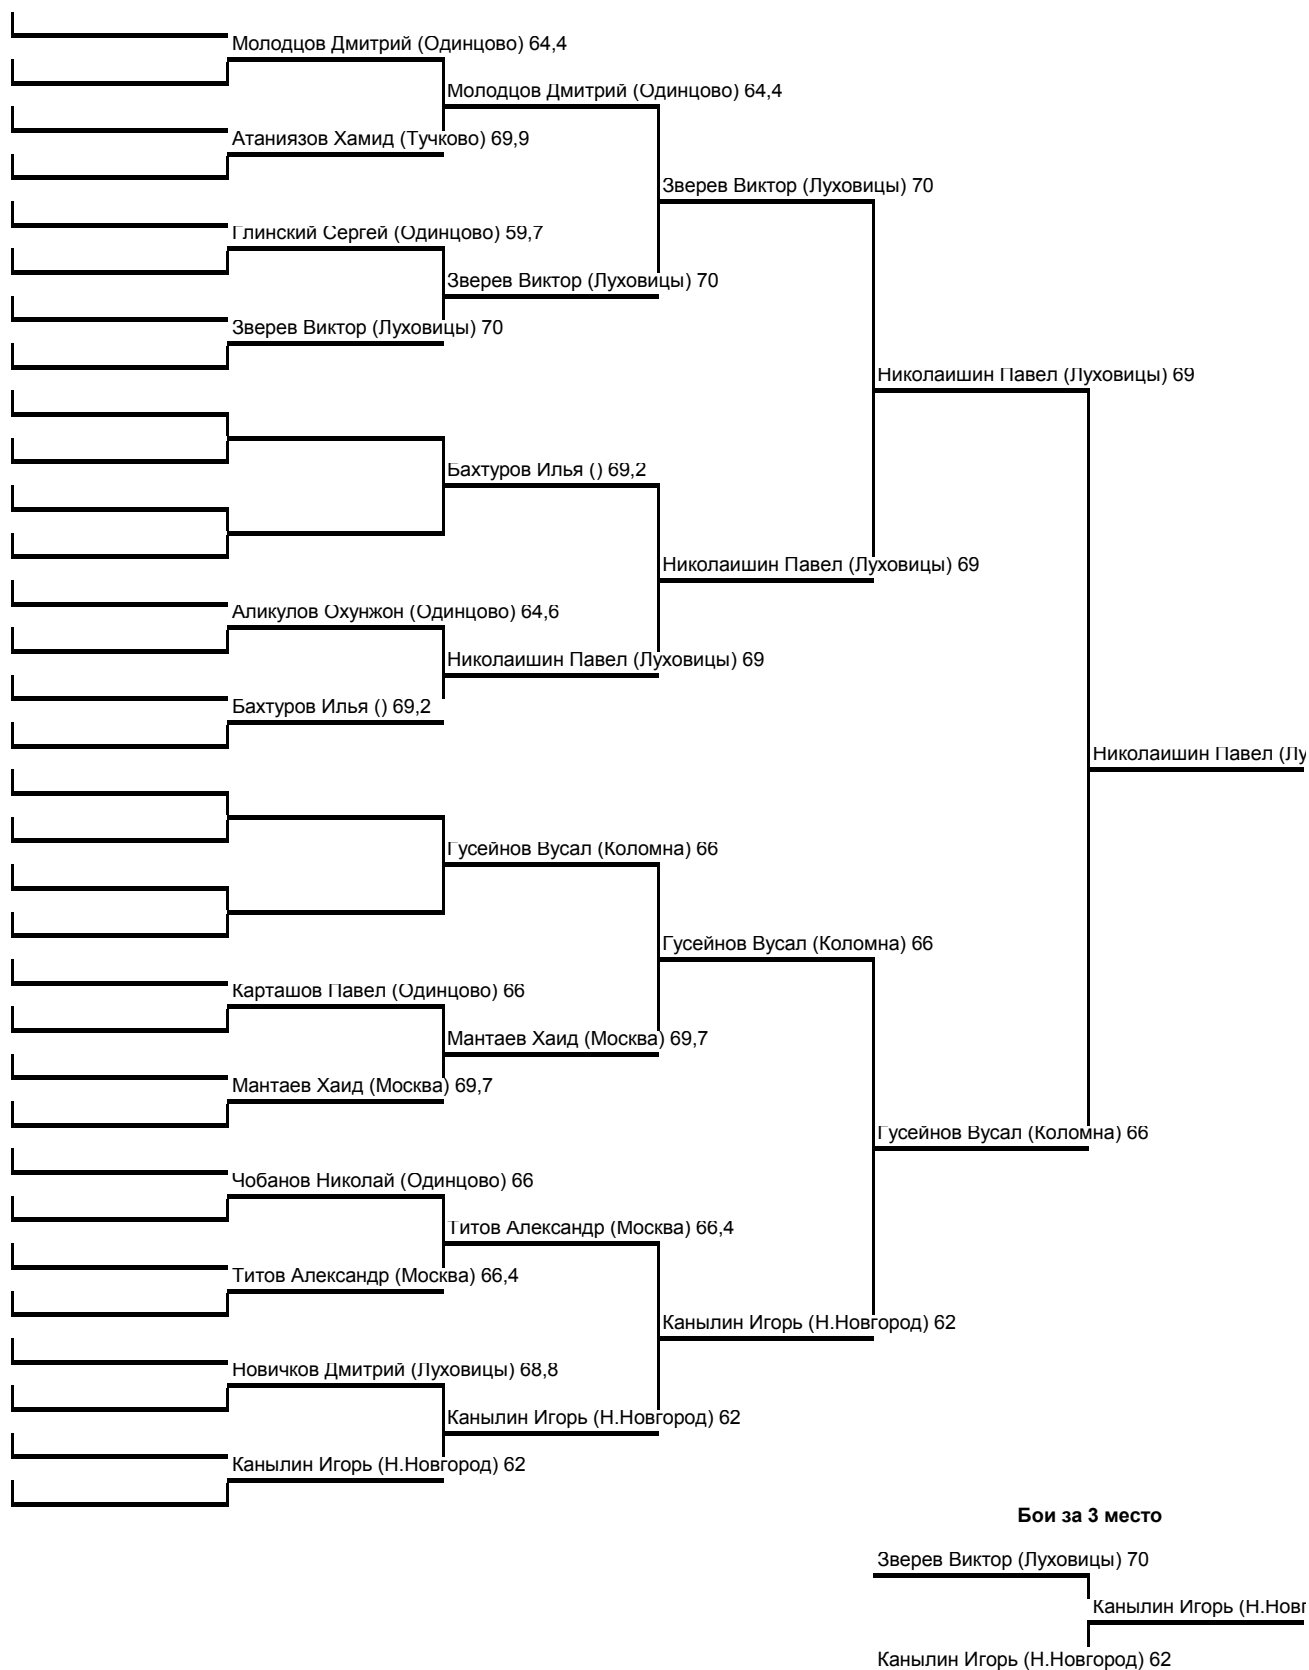 Молодцов Дмитрий (Одинцово) 64,4
Молодцов Дмитрий (Одинцово) 64,4
Атаниязов Хамид (Тучково) 69,9
Зверев Виктор (Луховицы) 70
Глинский Сергей (Одинцово) 59,7
Зверев Виктор (Луховицы) 70
Зверев Виктор (Луховицы) 70
Николаишин Павел (Луховицы) 69
Бахтуров Илья () 69,2
Николаишин Павел (Луховицы) 69
Аликулов Охунжон (Одинцово) 64,6
Николаишин Павел (Луховицы) 69
Бахтуров Илья () 69,2
Николаишин Павел (Лу
Гусейнов Вусал (Коломна) 66
Гусейнов Вусал (Коломна) 66
Карташов Павел (Одинцово) 66
Мантаев Хаид (Москва) 69,7
Мантаев Хаид (Москва) 69,7
Гусейнов Вусал (Коломна) 66
Чобанов Николай (Одинцово) 66
Титов Александр (Москва) 66,4
Титов Александр (Москва) 66,4
Канылин Игорь (Н.Новгород) 62
Новичков Дмитрий (Луховицы) 68,8
Канылин Игорь (Н.Новгород) 62
Канылин Игорь (Н.Новгород) 62
Бои за 3 место
Зверев Виктор (Луховицы) 70
Канылин Игорь (Н.Новг
Канылин Игорь (Н.Новгород) 62